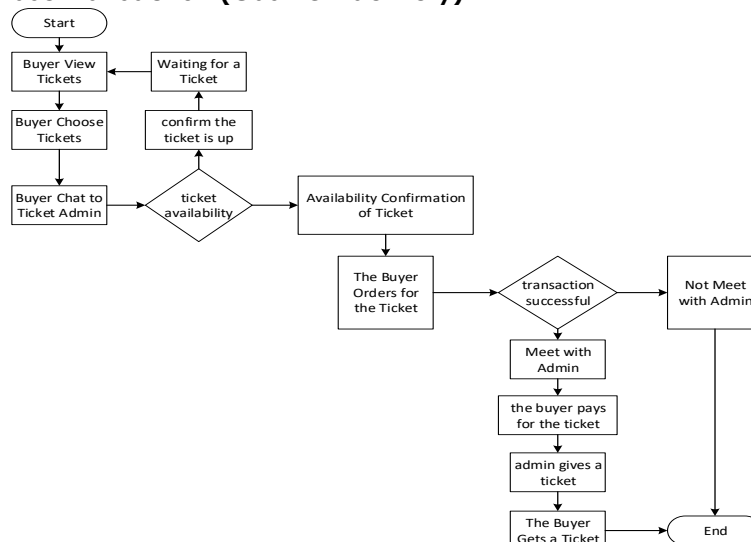 Start
Buyer View
Tickets
Waiting for a
Ticket
Buyer Choose
Tickets
confirm the
ticket is up
Buyer Chat to
Ticket Admin
ticket
availability
Availability Confirmation
of Ticket
The Buyer
Orders for
the Ticket
transaction
successful
Not Meet
with Admin
Meet with
Admin
the buyer pays
for the ticket
admin gives a
ticket
The Buyer
Gets a Ticket
End